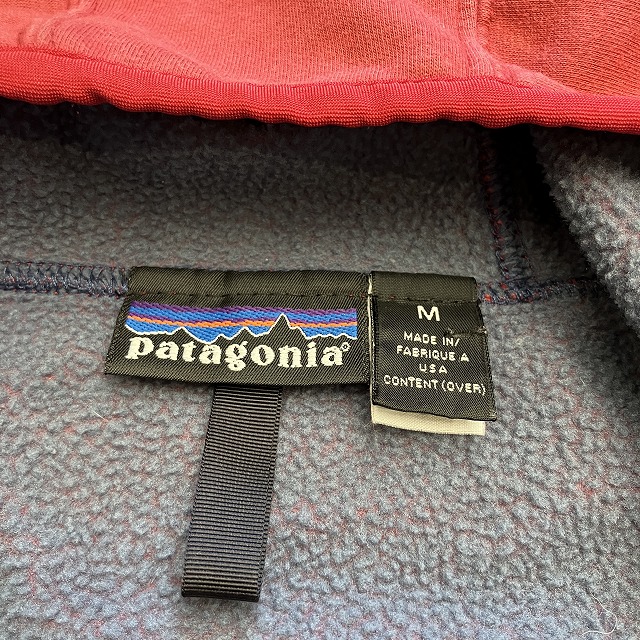 patagonia®
M
MADE IN/
FABRIQUE A
USA
CONTENT (OVER)